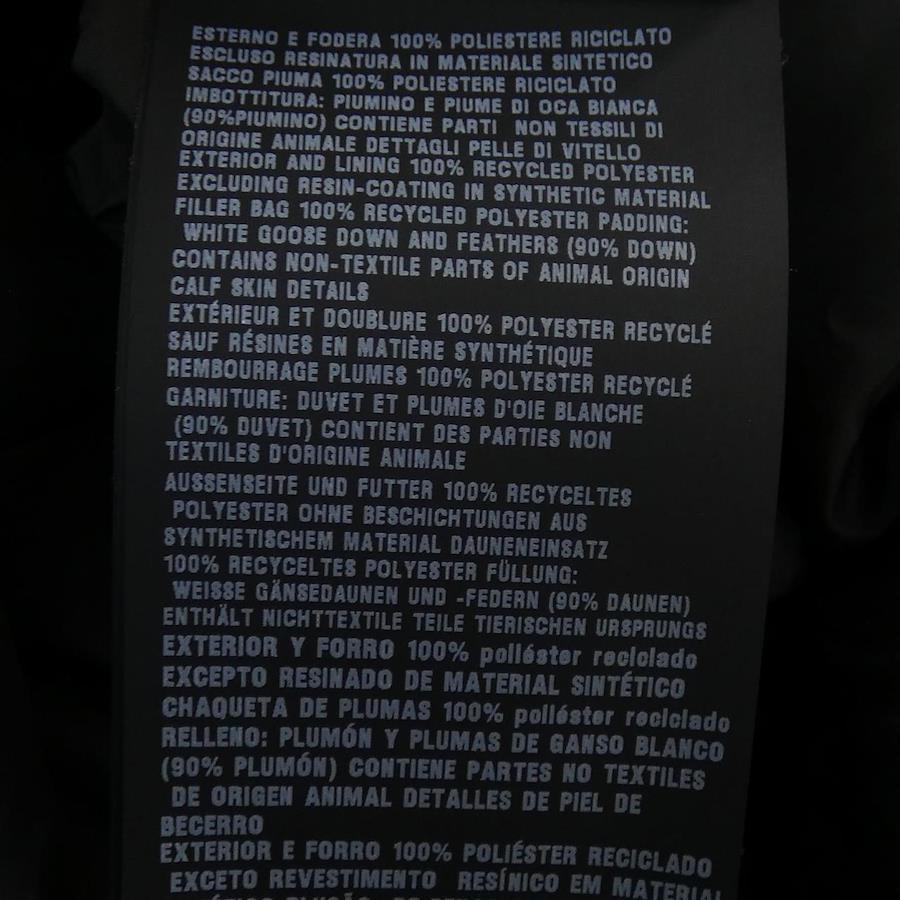 ESTERNO E FODERA 100% POLIESTERE RICICLATO
ESCLUSO RESINATURA IN MATERIALE SINTETICO
SACCO PIUMA 100% POLIESTERE RICICLATO
IMBOTTITURA: PIUMINO E PIUME DI OCA BIANCA
(90%PIUMINO) CONTIENE PARTI NON TESSILI DI
ORIGINE ANIMALE DETTAGLI PELLE DI VITELLO
EXTERIOR AND LINING 100% RECYCLED POLYESTER
EXCLUDING RESIN-COATING IN SYNTHETIC MATERIAL
FILLER BAG 100% RECYCLED POLYESTER PADDING:
WHITE GOOSE DOWN AND FEATHERS (90% DOWN)
CONTAINS NON-TEXTILE PARTS OF ANIMAL ORIGIN
CALF SKIN DETAILS
EXTÉRIEUR ET DOUBLURE 100% POLYESTER RECYCLÉ
SAUF RÉSINES EN MATIÈRE SYNTHÉTIQUE
REMBOURRAGE PLUMES 100% POLYESTER RECYCLÉ
GARNITURE: DUVET ET PLUMES D'OIE BLANCHE
(90% DUVET) CONTIENT DES PARTIES NON
TEXTILES D'ORIGINE ANIMALE
AUSSENSEITE UND FUTTER 100% RECYCELTES
POLYESTER OHNE BESCHICHTUNGEN AUS
SYNTHETISCHEM MATERIAL DAUNENEINSATZ
100% RECYCELTES POLYESTER FÜLLUNG:
WEISSE GÄNSEDAUNEN UND -FEDERN (90% DAUNEN)
ENTHÄLT NICHTTEXTILE TEILE TIERISCHEN URSPRUNGS
EXTERIOR Y FORRO 100% poliéster reciclado
EXCEPTO RESINADO DE MATERIAL SINTÉTICO
CHAQUETA DE PLUMAS 100% poliéster reciclado
RELLENO: PLUMÓN Y PLUMAS DE GANSO BLANCO
(90% PLUMÓN) CONTIENE PARTES NO TEXTILES
DE ORIGEN ANIMAL DETALLES DE PIEL DE
BECERRO
EXTERIOR E FORRO 100% POLIÉSTER RECICLADO
EXCETO REVESTIMENTO RESÍNICO EM MATERIAL